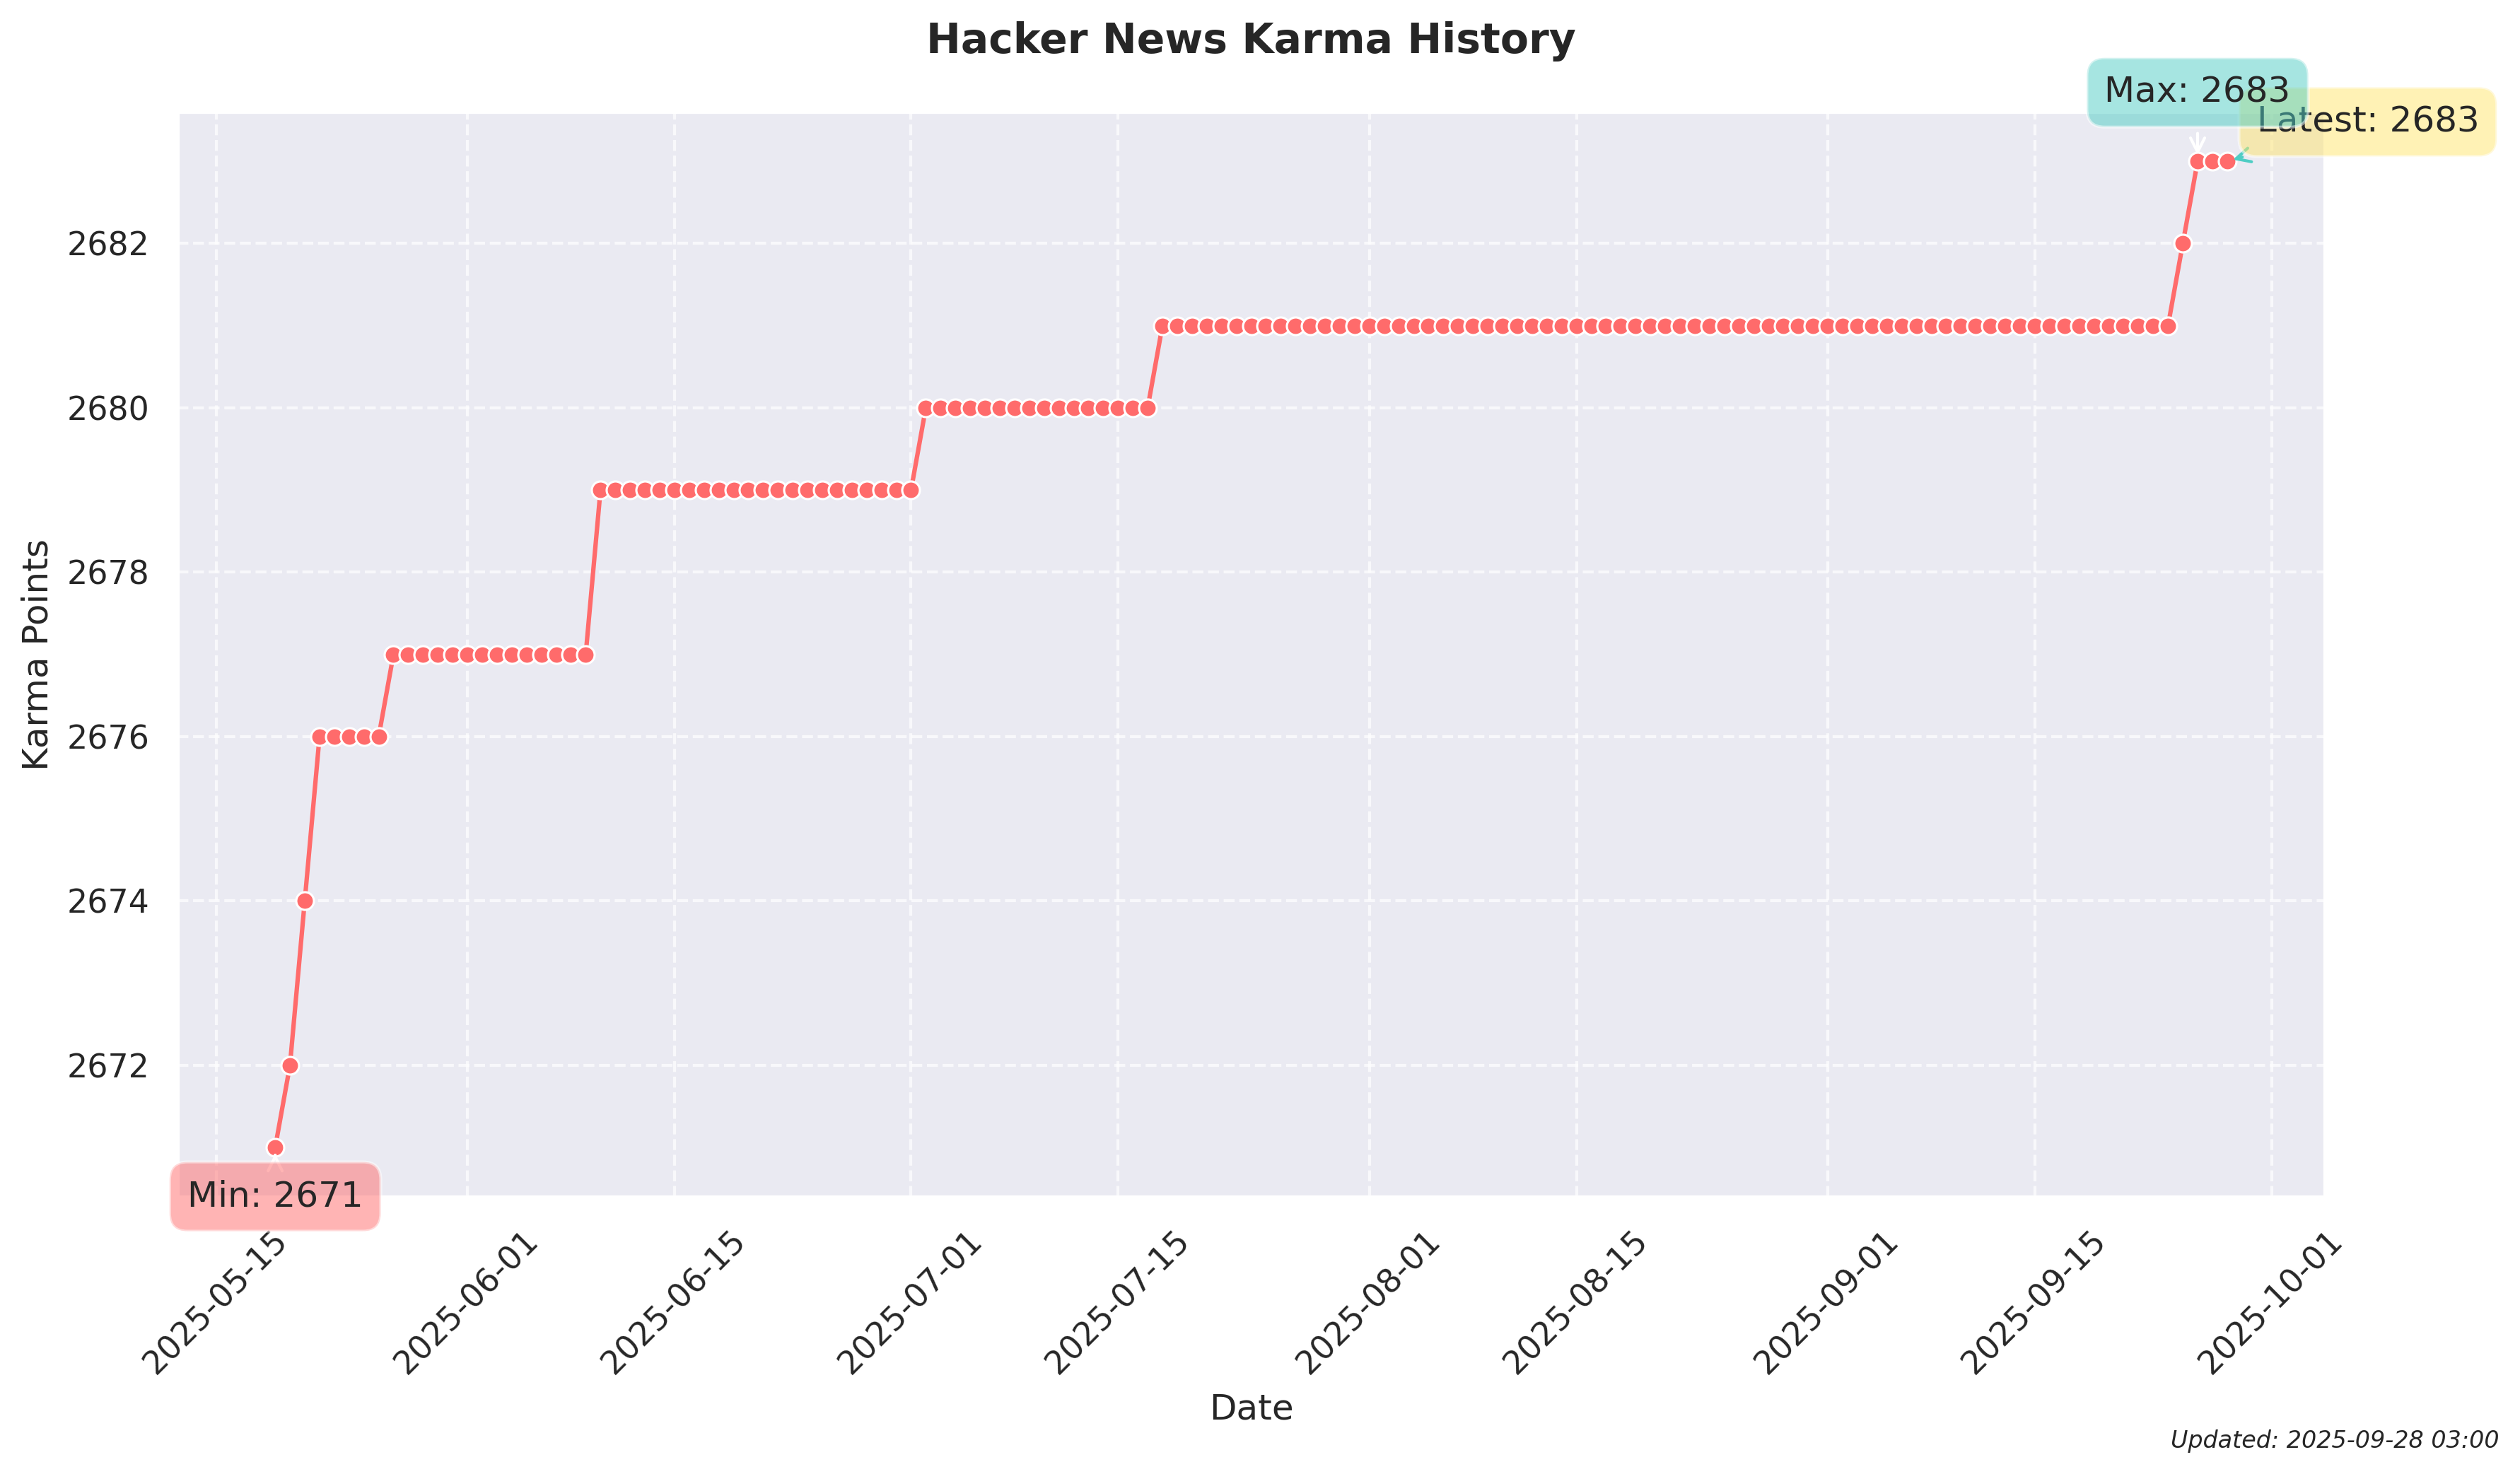 Hacker News Karma History
Max: 2683
Latest: 2683
2682
2680
2678
2676
2674
2672
Karma Points
Min: 2671
2025-05-15
2025-06-01
2025-06-15
2025-07-01
2025-07-15
2025-08-01
2025-08-15
2025-09-01
2025-09-15
2025-10-01
Date
Updated: 2025-09-28 03:00